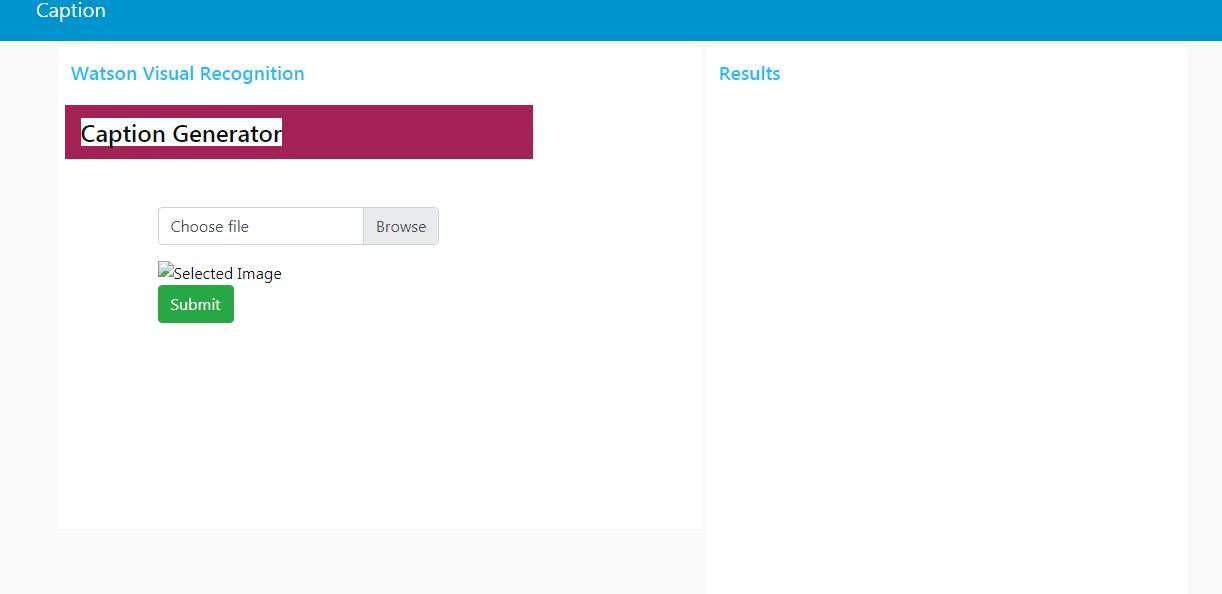 Caption
Watson Visual Recognition
Caption Generator
Choose file
Browse
Selected Image
Submit
Results